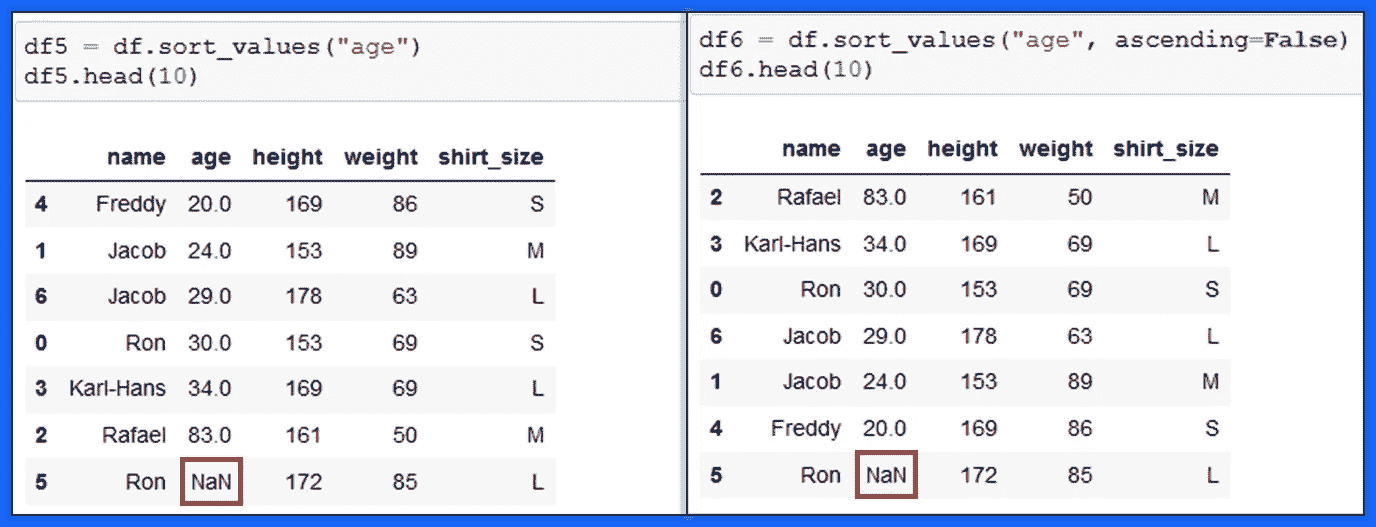 df5 = df.sort_values("age")
df5.head(10)
name age height weight shirt_size
4 Freddy 20.0 169 86 S
1 Jacob 24.0 153 89 M
6 Jacob 29.0 178 63 L
0 Ron 30.0 153 69 S
3 Karl-Hans 34.0 169 69 L
2 Rafael 83.0 161 50 M
5 Ron NaN 172 85 L
df6 = df.sort_values("age", ascending=False)
df6.head(10)
name age height weight shirt_size
2 Rafael 83.0 161 50 M
3 Karl-Hans 34.0 169 69 L
0 Ron 30.0 153 69 S
6 Jacob 29.0 178 63 L
1 Jacob 24.0 153 89 M
4 Freddy 20.0 169 86 S
5 Ron NaN 172 85 L